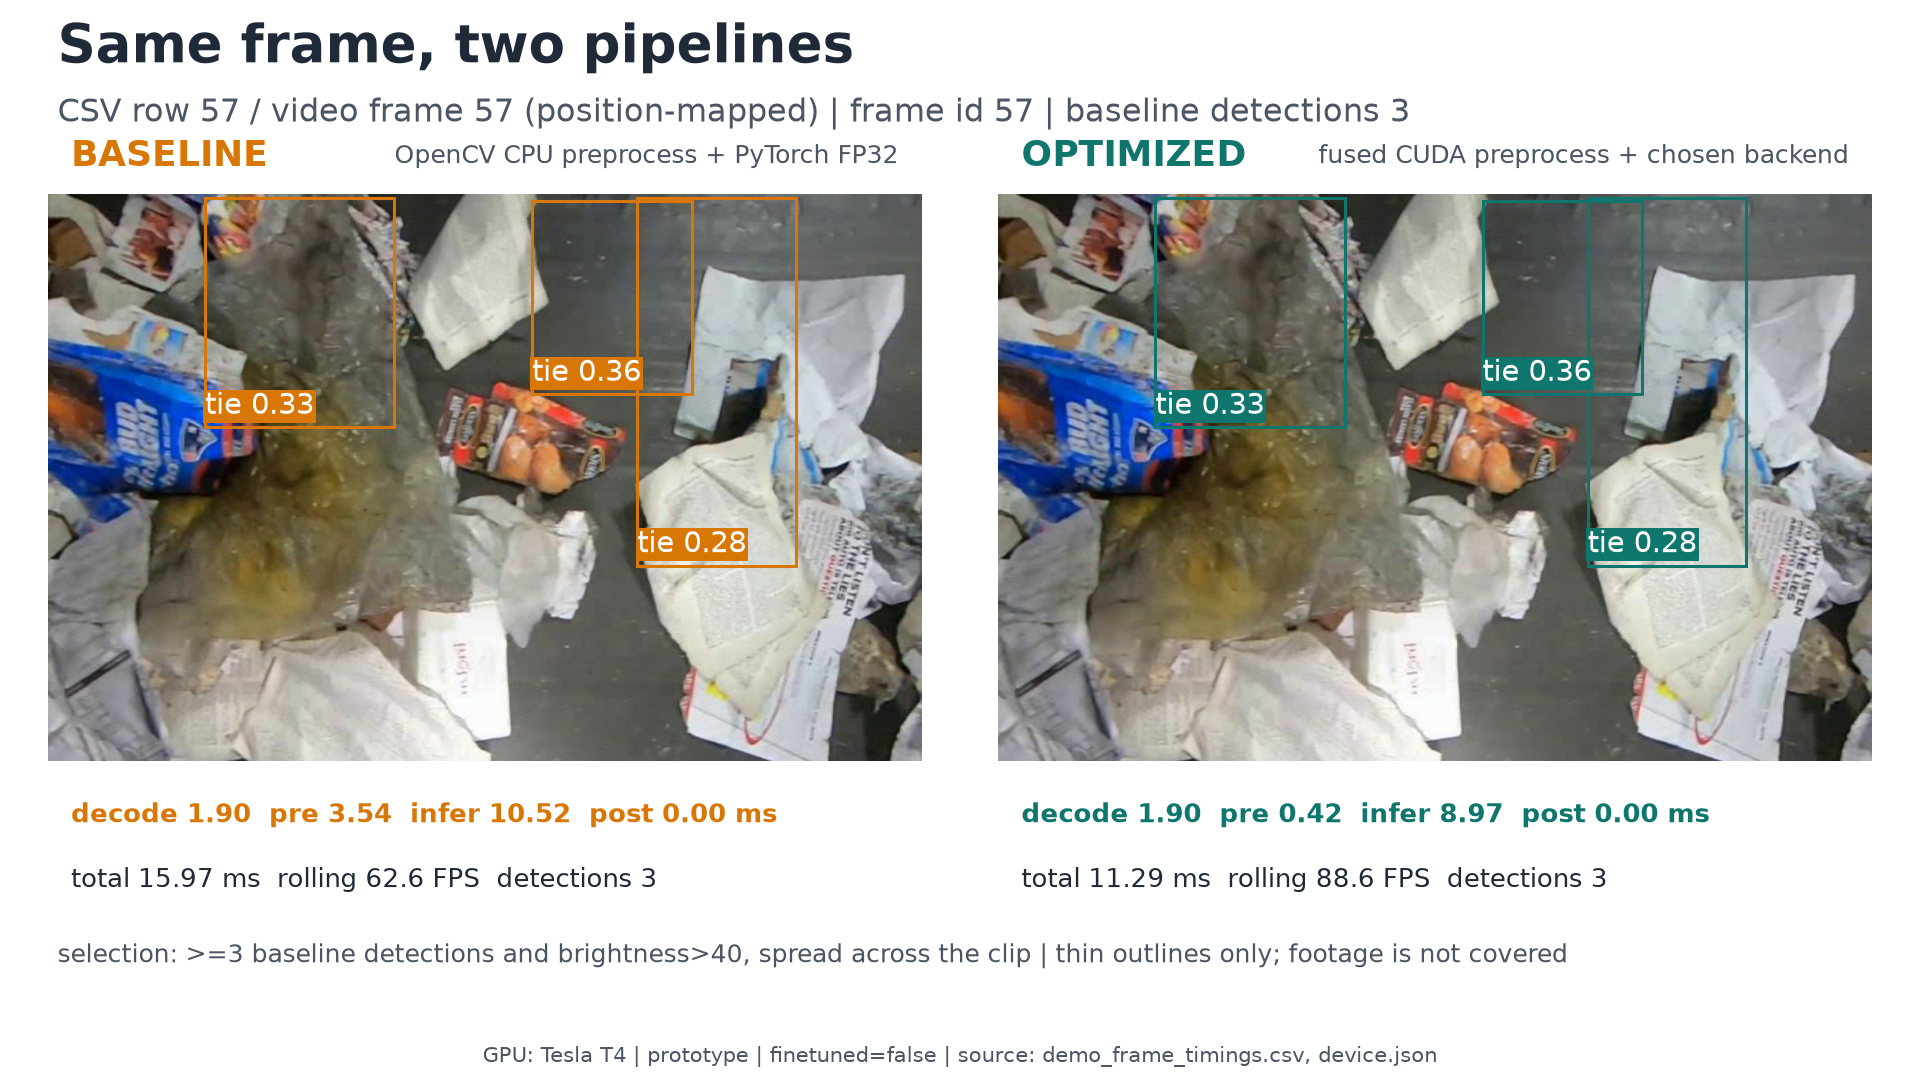 Same frame, two pipelines
CSV row 57 / video frame 57 (position-mapped) | frame id 57 | baseline detections 3
BASELINE
OpenCV CPU preprocess + PyTorch FP32
tie 0.33
tie 0.36
tie 0.28
BUD
LIGHT
decode 1.90 pre 3.54 infer 10.52 post 0.00 ms
total 15.97 ms rolling 62.6 FPS detections 3
OPTIMIZED
fused CUDA preprocess + chosen backend
tie 0.33
tie 0.36
tie 0.28
BUD
LIGHT
decode 1.90 pre 0.42 infer 8.97 post 0.00 ms
total 11.29 ms rolling 88.6 FPS detections 3
selection: >=3 baseline detections and brightness>40, spread across the clip | thin outlines only; footage is not covered
GPU: Tesla T4 | prototype | finetuned=false | source: demo_frame_timings.csv, device.json